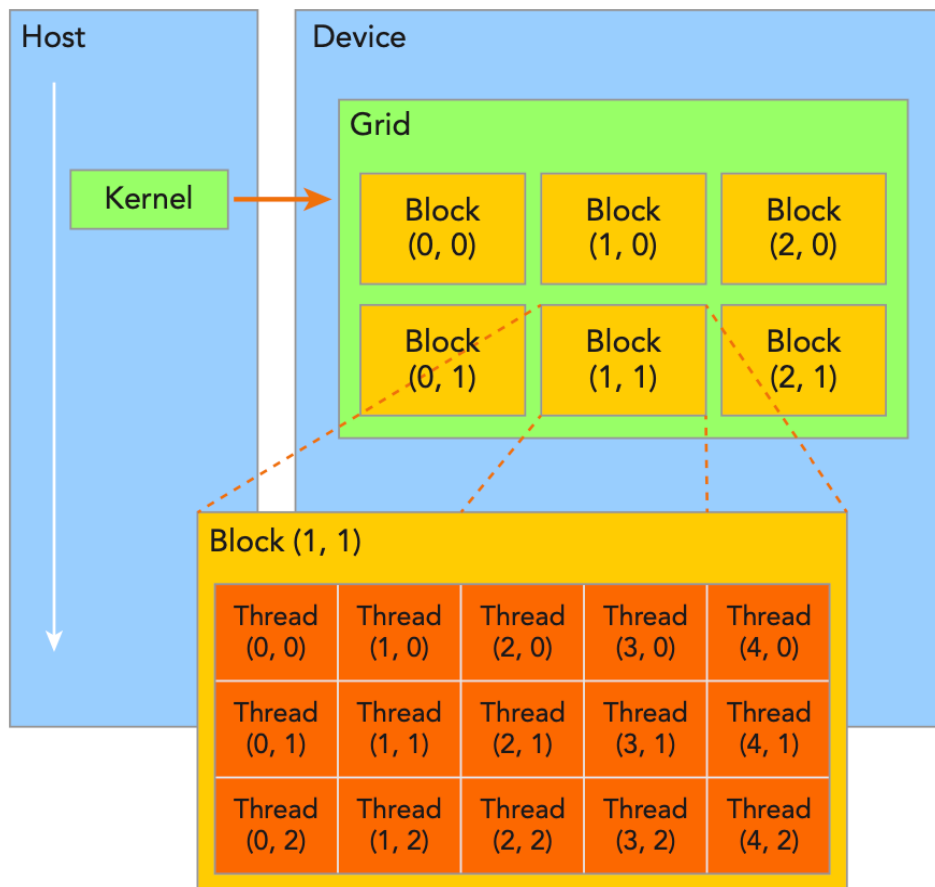 Host
Device
Grid
Kernel
Block
(0, 0)
Block
(1, 0)
Block
(2, 0)
Block
(0, 1)
Block
(1, 1)
Block
(2, 1)
Block (1, 1)
Thread
(0, 0)
Thread
(1, 0)
Thread
(2, 0)
Thread
(3, 0)
Thread
(4, 0)
Thread
(0, 1)
Thread
(1, 1)
Thread
(2, 1)
Thread
(3, 1)
Thread
(4, 1)
Thread
(0, 2)
Thread
(1, 2)
Thread
(2, 2)
Thread
(3, 2)
Thread
(4, 2)